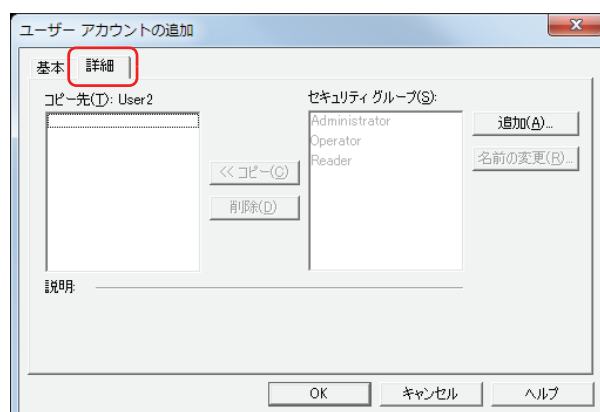 ユーザー アカウントの追加
基本
詳細
コピー先(T): User2
セキュリティ グループ(S):
Administrator
Operator
Reader
追加(A)...
名前の変更(R)...
<< コピー(C)
削除(D)
説明:
OK
キャンセル
ヘルプ